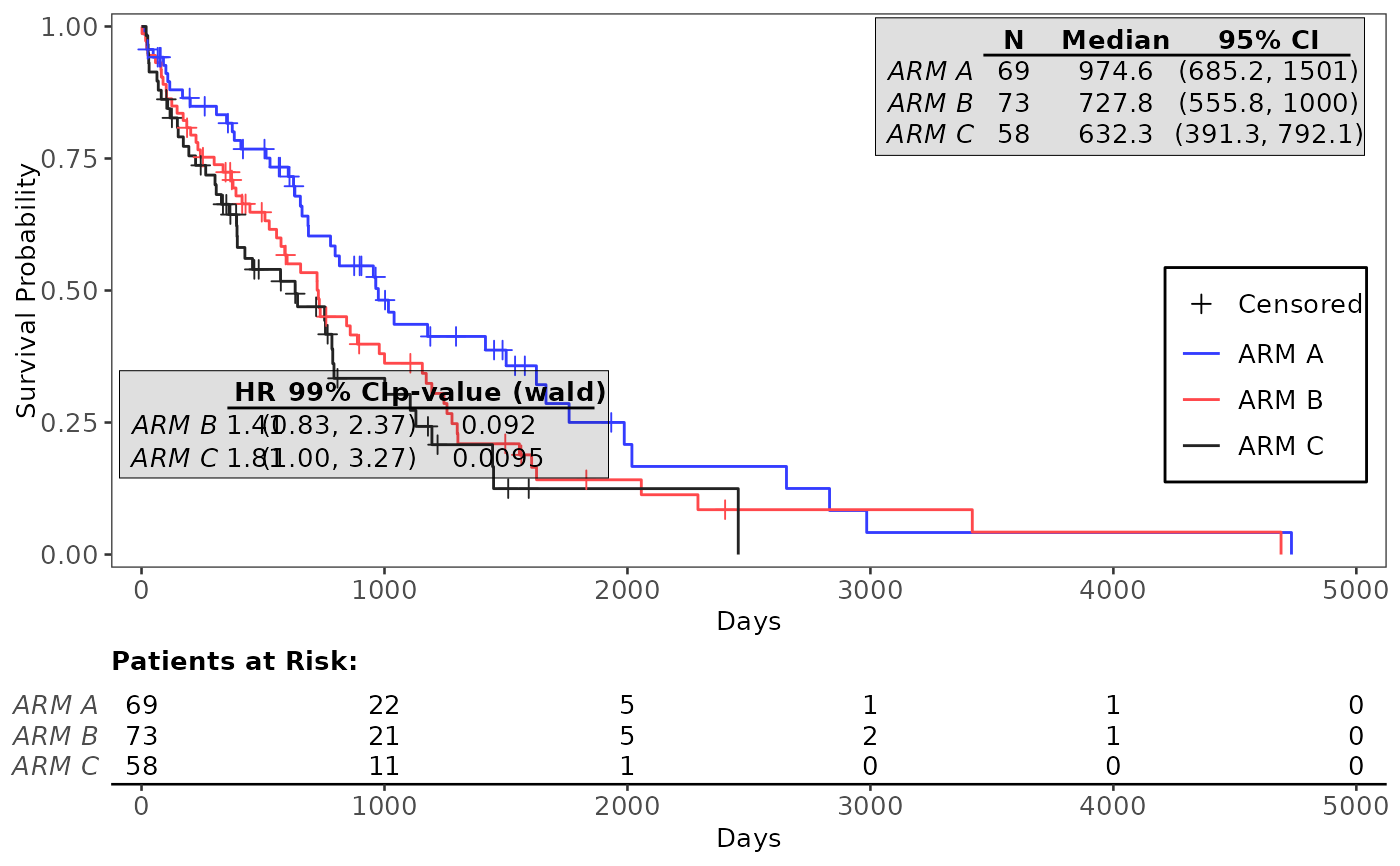 1.00
0.75
0.50
0.25
0.00
Survival Probability
N Median 95% CI
ARM A 69 974.6 (685.2, 1501)
ARM B 73 727.8 (555.8, 1000)
ARM C 58 632.3 (391.3, 792.1)
Censored
ARM A
ARM B
ARM C
HR 99% CI p-value (wald)
ARM B 1.41 (0.83, 2.37) 0.092
ARM C 1.81 (1.00, 3.27) 0.0095
0 1000 2000 3000 4000 5000
Days
Patients at Risk:
ARM A 69 22 5 1 1 0
ARM B 73 21 5 2 1 0
ARM C 58 11 1 0 0 0
0 1000 2000 3000 4000 5000
Days